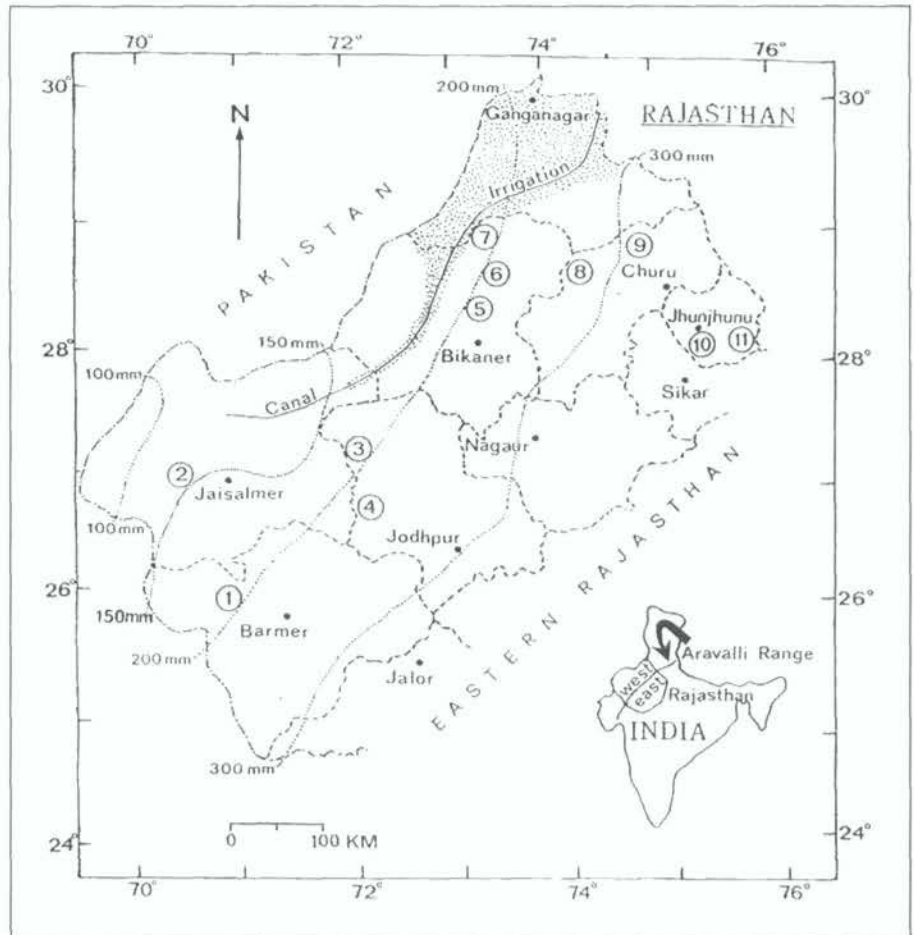 70° 72° 74° 76°
30° 30°
200 mm
Ganganagar
RAJASTHAN
N
300 mm
Irrigation
PAKISTAN
7
9
6
8
Churu
5
Jhunjhunu
150 mm
10 11
28° 28°
Bikaner
100 mm
Canal
Sikar
3
Nagaur
2
Jaisalmer
4
100 mm
Jodhpur
EASTERN RAJASTHAN
26° 26°
1
150 mm
Barmer
200 mm
Jalor
Aravalli Range
west
east
Rajasthan
INDIA
300 mm
0 100 KM
24° 24°
70° 72° 74° 76°